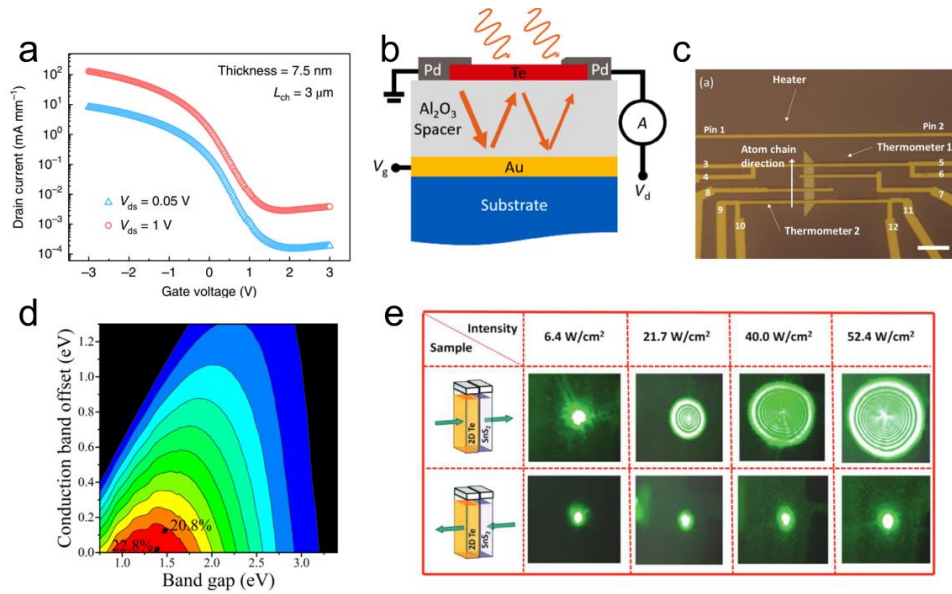 a
Drain current (mA mm⁻¹)
10²
10¹
10⁰
10⁻¹
10⁻²
10⁻³
10⁻⁴
Thickness = 7.5 nm
L_ch = 3 μm
V_ds = 0.05 V
V_ds = 1 V
−3 −2 −1 0 1 2 3
Gate voltage (V)
b
Pd Te Pd
Al₂O₃
Spacer
A
V_g
Au
V_d
Substrate
c
(a)
Heater
Pin 1
Pin 2
Thermometer 1
Atom chain
direction
3
5
4
6
8
7
9
11
10
12
Thermometer 2
d
Conduction band offset (eV)
1.2
1.0
0.8
0.6
0.4
0.2
0.0
20.8%
22.8%
1.0 1.5 2.0 2.5 3.0
Band gap (eV)
e
Intensity
Sample
6.4 W/cm²
21.7 W/cm²
40.0 W/cm²
52.4 W/cm²
2D Te
SnS₂
2D Te
SnS₂